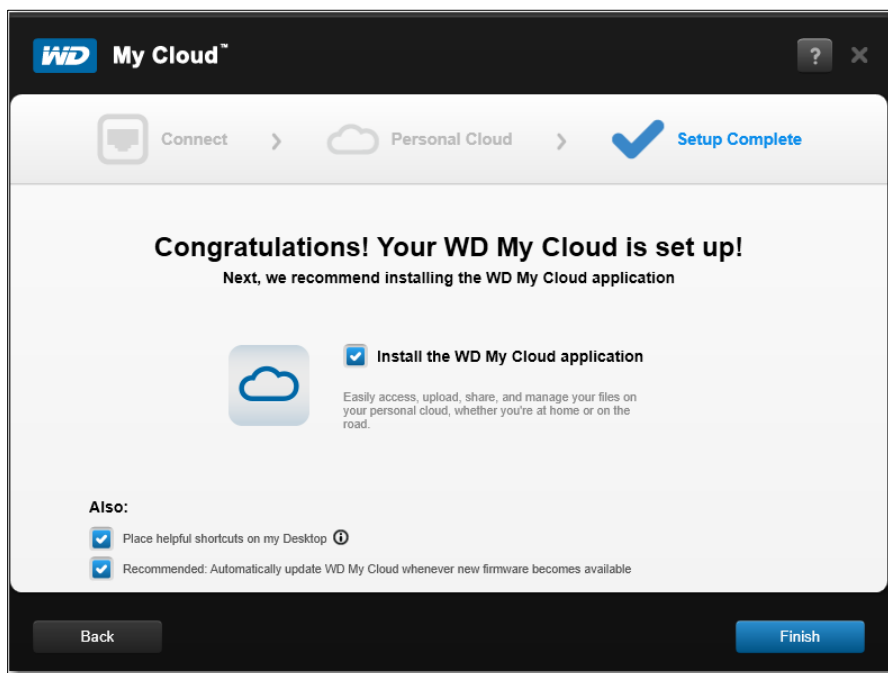 WD My Cloud™ ?
Connect > Personal Cloud > Setup Complete
Congratulations! Your WD My Cloud is set up!
Next, we recommend installing the WD My Cloud application
Install the WD My Cloud application
Easily access, upload, share, and manage your files on
your personal cloud, whether you're at home or on the
road.
Also:
Place helpful shortcuts on my Desktop
Recommended: Automatically update WD My Cloud whenever new firmware becomes available
Back Finish